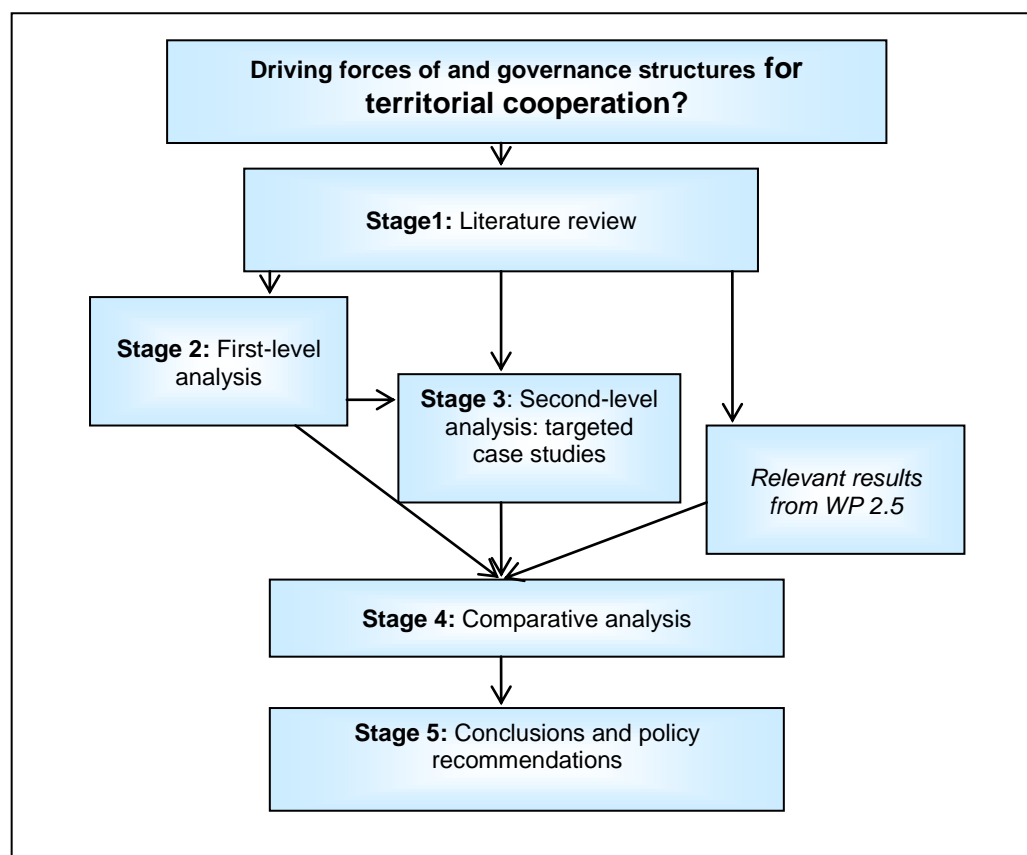 Driving forces of and governance structures for
territorial cooperation?
Stage1: Literature review
Stage 2: First-level
analysis
Stage 3: Second-level
analysis: targeted
case studies
Relevant results
from WP 2.5
Stage 4: Comparative analysis
Stage 5: Conclusions and policy
recommendations